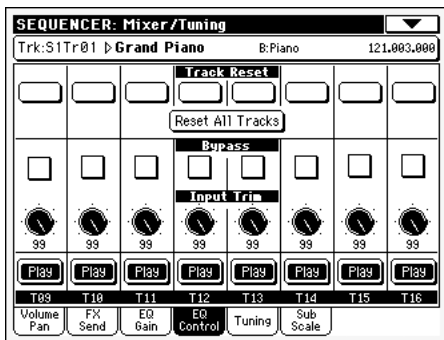 SEQUENCER: Mixer/Tuning
Trk:S1Tr01 ▷Grand Piano B:Piano 121.003.000
Track Reset
Reset All Tracks
Bypass
Input Trim
99 99 99 99 99 99 99 99
Play Play Play Play Play Play Play Play
T09 T10 T11 T12 T13 T14 T15 T16
Volume Pan FX Send EQ Gain EQ Control Tuning Sub Scale